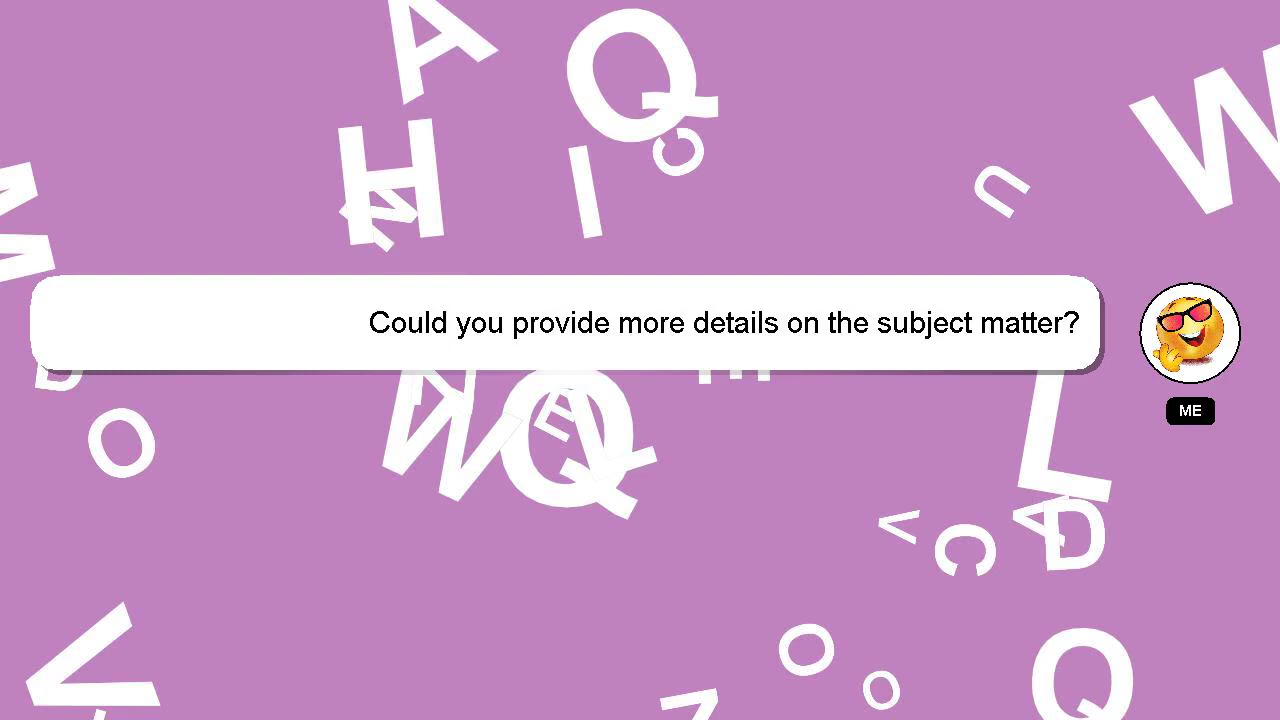 A
Q
W
H
I
C
U
M
Could you provide more details on the subject matter?
ME
O
W
Q
E
L
V
C
A
D
V
O
O
Q